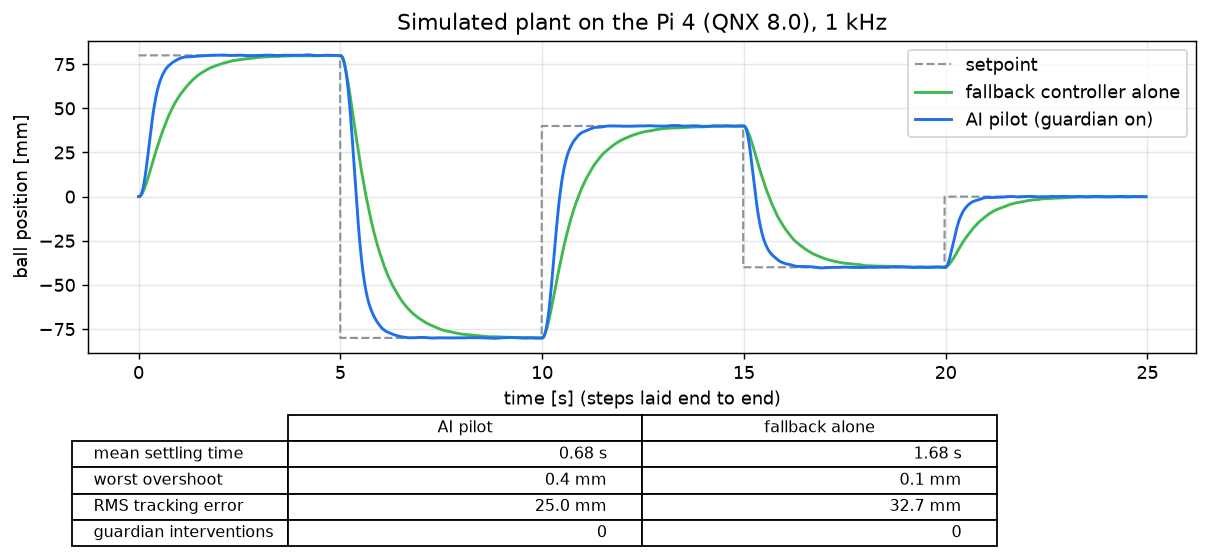 Simulated plant on the Pi 4 (QNX 8.0), 1 kHz
setpoint
fallback controller alone
AI pilot (guardian on)
ball position [mm]
75
50
25
0
−25
−50
−75
0 5 10 15 20 25
time [s] (steps laid end to end)
AI pilot fallback alone
mean settling time 0.68 s 1.68 s
worst overshoot 0.4 mm 0.1 mm
RMS tracking error 25.0 mm 32.7 mm
guardian interventions 0 0